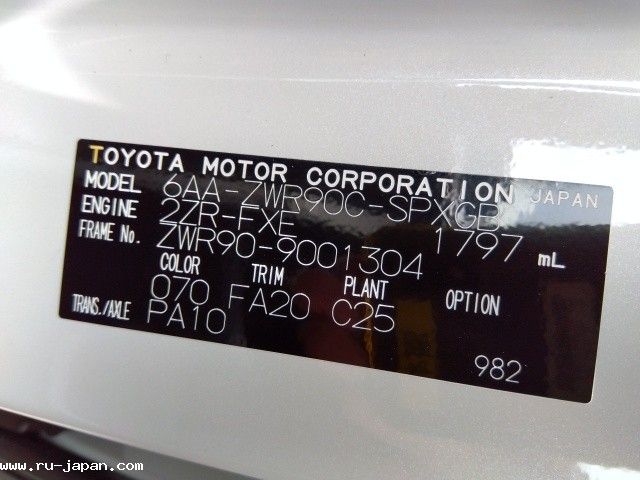 TOYOTA MOTOR CORPORATION JAPAN
MODEL 6AA-ZWR90C-SPXGB
ENGINE 2ZR-FXE 1797 mL
FRAME No. ZWR90-9001304
COLOR TRIM PLANT OPTION
070 FA20 C25
TRANS./AXLE PA10
982
www.ru-japan.com